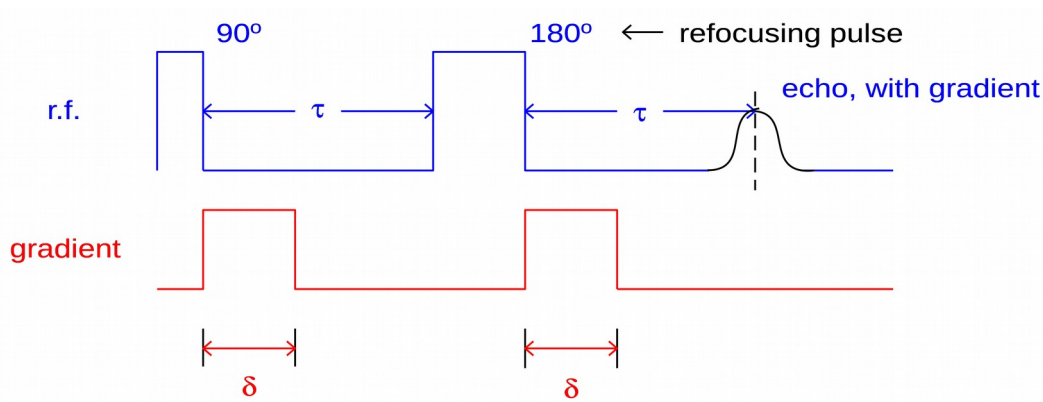 90º
180º ← refocusing pulse
r.f.
τ
τ
echo, with gradient
gradient
δ
δ